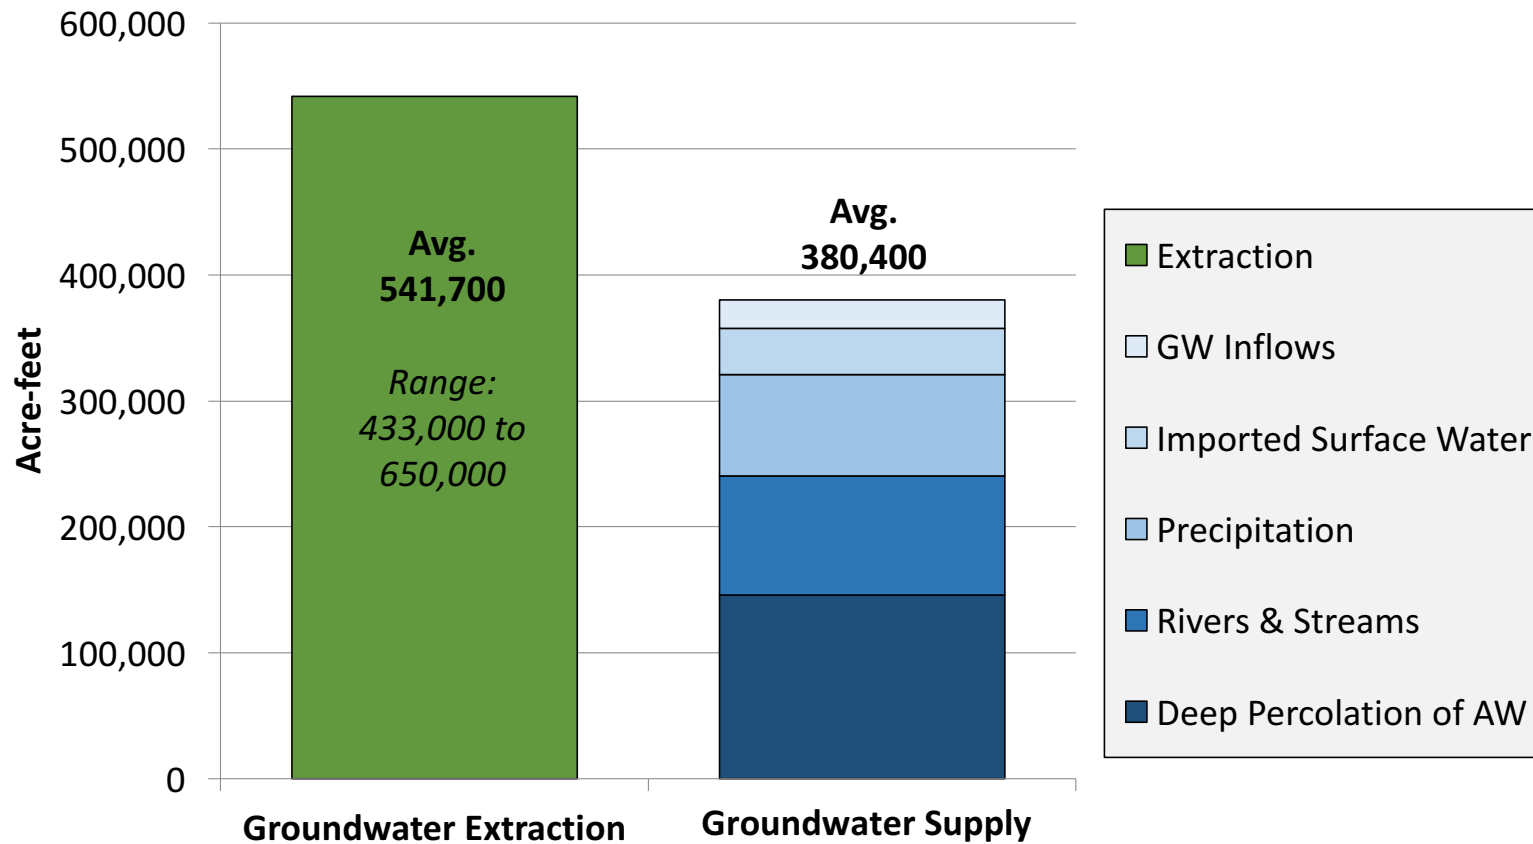 600,000
500,000
400,000
300,000
200,000
100,000
0
Acre-feet
Avg.
541,700
Range:
433,000 to
650,000
Avg.
380,400
Groundwater Extraction
Groundwater Supply
Extraction
GW Inflows
Imported Surface Water
Precipitation
Rivers & Streams
Deep Percolation of AW